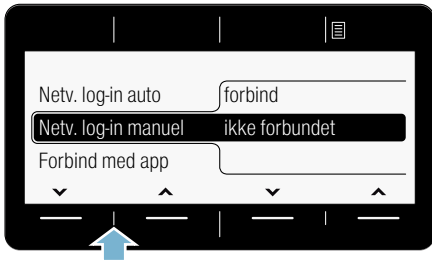 Netv. log-in auto forbind
Netv. log-in manuel ikke forbundet
Forbind med app